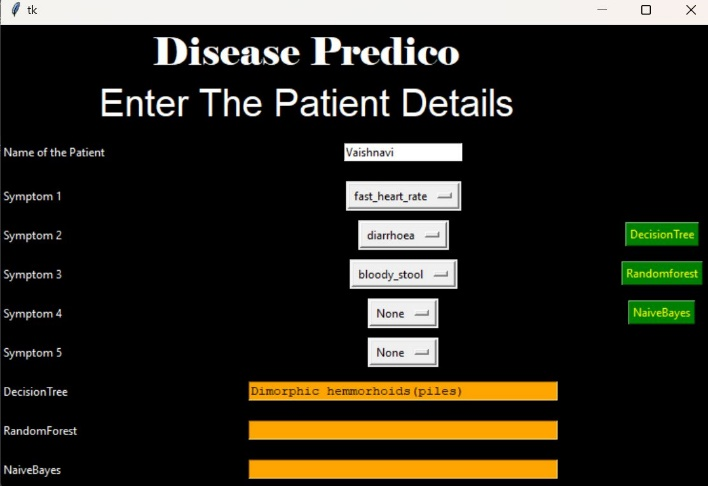 tk
Disease Predico
Enter The Patient Details
Name of the Patient Vaishnavi
Symptom 1 fast_heart_rate
Symptom 2 diarrhoea DecisionTree
Symptom 3 bloody_stool Randomforest
Symptom 4 None NaiveBayes
Symptom 5 None
DecisionTree Dimorphic hemmorhoids(piles)
RandomForest
NaiveBayes